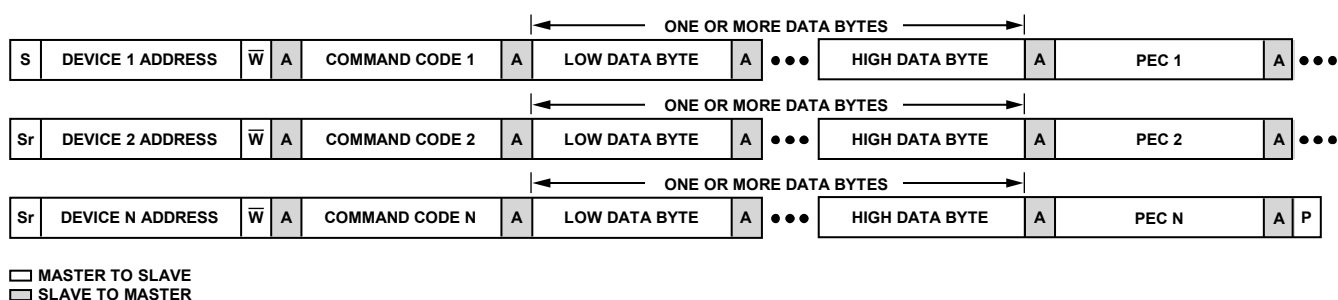 ONE OR MORE DATA BYTES
S DEVICE 1 ADDRESS W̅ A COMMAND CODE 1 A LOW DATA BYTE A ••• HIGH DATA BYTE A PEC 1 A •••
ONE OR MORE DATA BYTES
Sr DEVICE 2 ADDRESS W̅ A COMMAND CODE 2 A LOW DATA BYTE A ••• HIGH DATA BYTE A PEC 2 A •••
ONE OR MORE DATA BYTES
Sr DEVICE N ADDRESS W̅ A COMMAND CODE N A LOW DATA BYTE A ••• HIGH DATA BYTE A PEC N A P
MASTER TO SLAVE
SLAVE TO MASTER